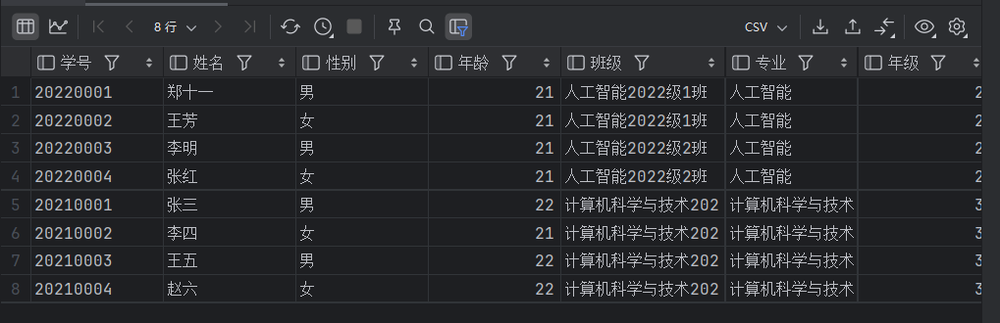 8 行 CSV
学号 姓名 性别 年龄 班级 专业 年级
1 20220001 郑十一 男 21 人工智能2022级1班 人工智能 2
2 20220002 王芳 女 21 人工智能2022级1班 人工智能 2
3 20220003 李明 男 21 人工智能2022级2班 人工智能 2
4 20220004 张红 女 21 人工智能2022级2班 人工智能 2
5 20210001 张三 男 22 计算机科学与技术202 计算机科学与技术 3
6 20210002 李四 女 21 计算机科学与技术202 计算机科学与技术 3
7 20210003 王五 男 22 计算机科学与技术202 计算机科学与技术 3
8 20210004 赵六 女 22 计算机科学与技术202 计算机科学与技术 3